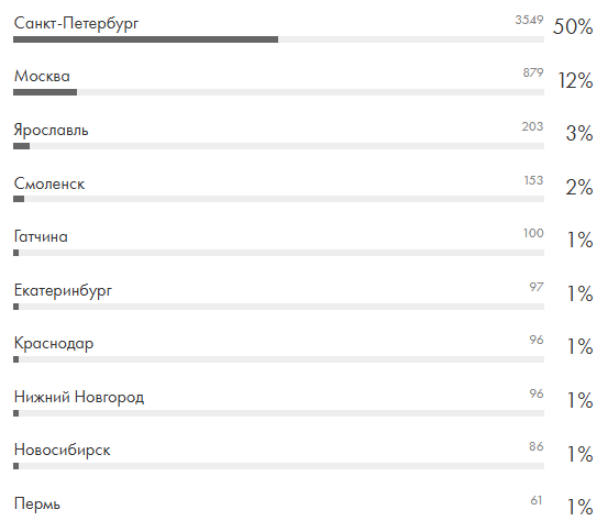 Санкт-Петербург 3549 50%
Москва 879 12%
Ярославль 203 3%
Смоленск 153 2%
Гатчина 100 1%
Екатеринбург 97 1%
Краснодар 96 1%
Нижний Новгород 96 1%
Новосибирск 86 1%
Пермь 61 1%